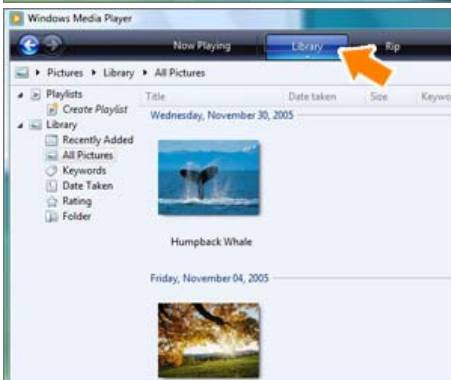 Windows Media Player
Now Playing Library Rip
Pictures Library All Pictures
Playlists
Create Playlist
Library
Recently Added
All Pictures
Keywords
Date Taken
Rating
Folder
Title Date taken Size Keywo
Wednesday, November 30, 2005
Humpback Whale
Friday, November 04, 2005